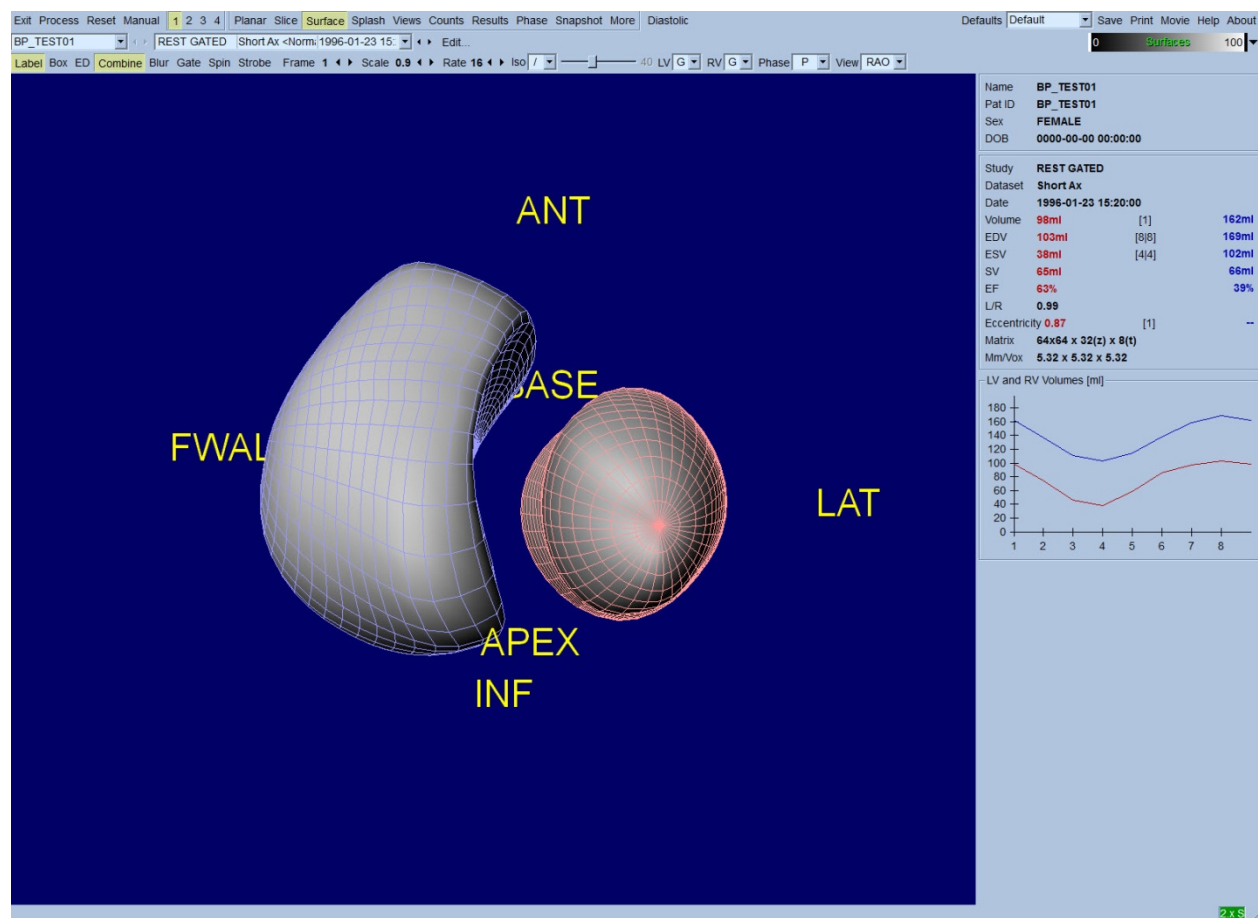 Exit Process Reset Manual 1 2 3 4 Planar Slice Surface Splash Views Counts Results Phase Snapshot More Diastolic Defaults Default Save Print Movie Help About
BP_TEST01 REST GATED Short Ax <Norm 1996-01-23 15: Edit... 0 Surfaces 100
Label Box ED Combine Blur Gate Spin Strobe Frame 1 Scale 0.9 Rate 16 Iso / 40 LV G RV G Phase P View RAO
ANT
BASE
FWAL
LAT
APEX
INF
Name BP_TEST01
Pat ID BP_TEST01
Sex FEMALE
DOB 0000-00-00 00:00:00
Study REST GATED
Dataset Short Ax
Date 1996-01-23 15:20:00
Volume 98ml [1] 162ml
EDV 103ml [8|8] 169ml
ESV 38ml [4|4] 102ml
SV 65ml 66ml
EF 63% 39%
L/R 0.99
Eccentricity 0.87 [1] --
Matrix 64x64 x 32(z) x 8(t)
Mm/Vox 5.32 x 5.32 x 5.32
LV and RV Volumes [ml]
180
160
140
120
100
80
60
40
20
0
1 2 3 4 5 6 7 8
2 x S